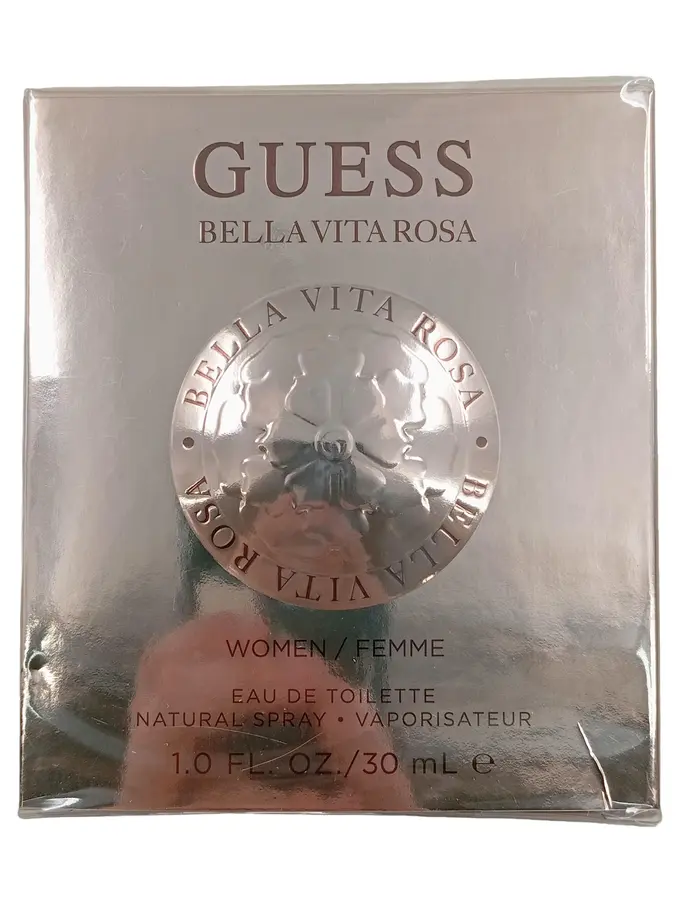 GUESS
BELLA VITA ROSA
BELLA VITA ROSA • BELLA VITA ROSA •
WOMEN / FEMME
EAU DE TOILETTE
NATURAL SPRAY • VAPORISATEUR
1.0 FL. OZ./30 mL ℮